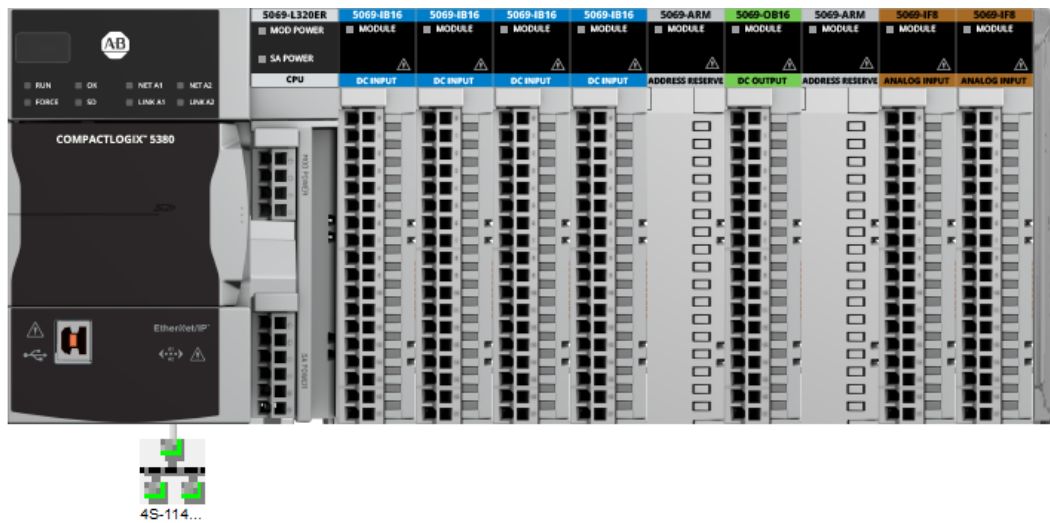 5069-L320ER 5069-IB16 5069-IB16 5069-IB16 5069-IB16 5069-ARM 5069-OB16 5069-ARM 5069-IF8 5069-IF8
MOD POWER MODULE MODULE MODULE MODULE MODULE MODULE MODULE MODULE MODULE
AB
SA POWER
CPU DC INPUT DC INPUT DC INPUT DC INPUT ADDRESS RESERVE DC OUTPUT ADDRESS RESERVE ANALOG INPUT ANALOG INPUT
RUN OK NET A1 NET A2
FORCE SD LINK A1 LINK A2
COMPACTLOGIX™ 5380
MOD POWER
EtherNet/IP™
SA POWER
4S-114...